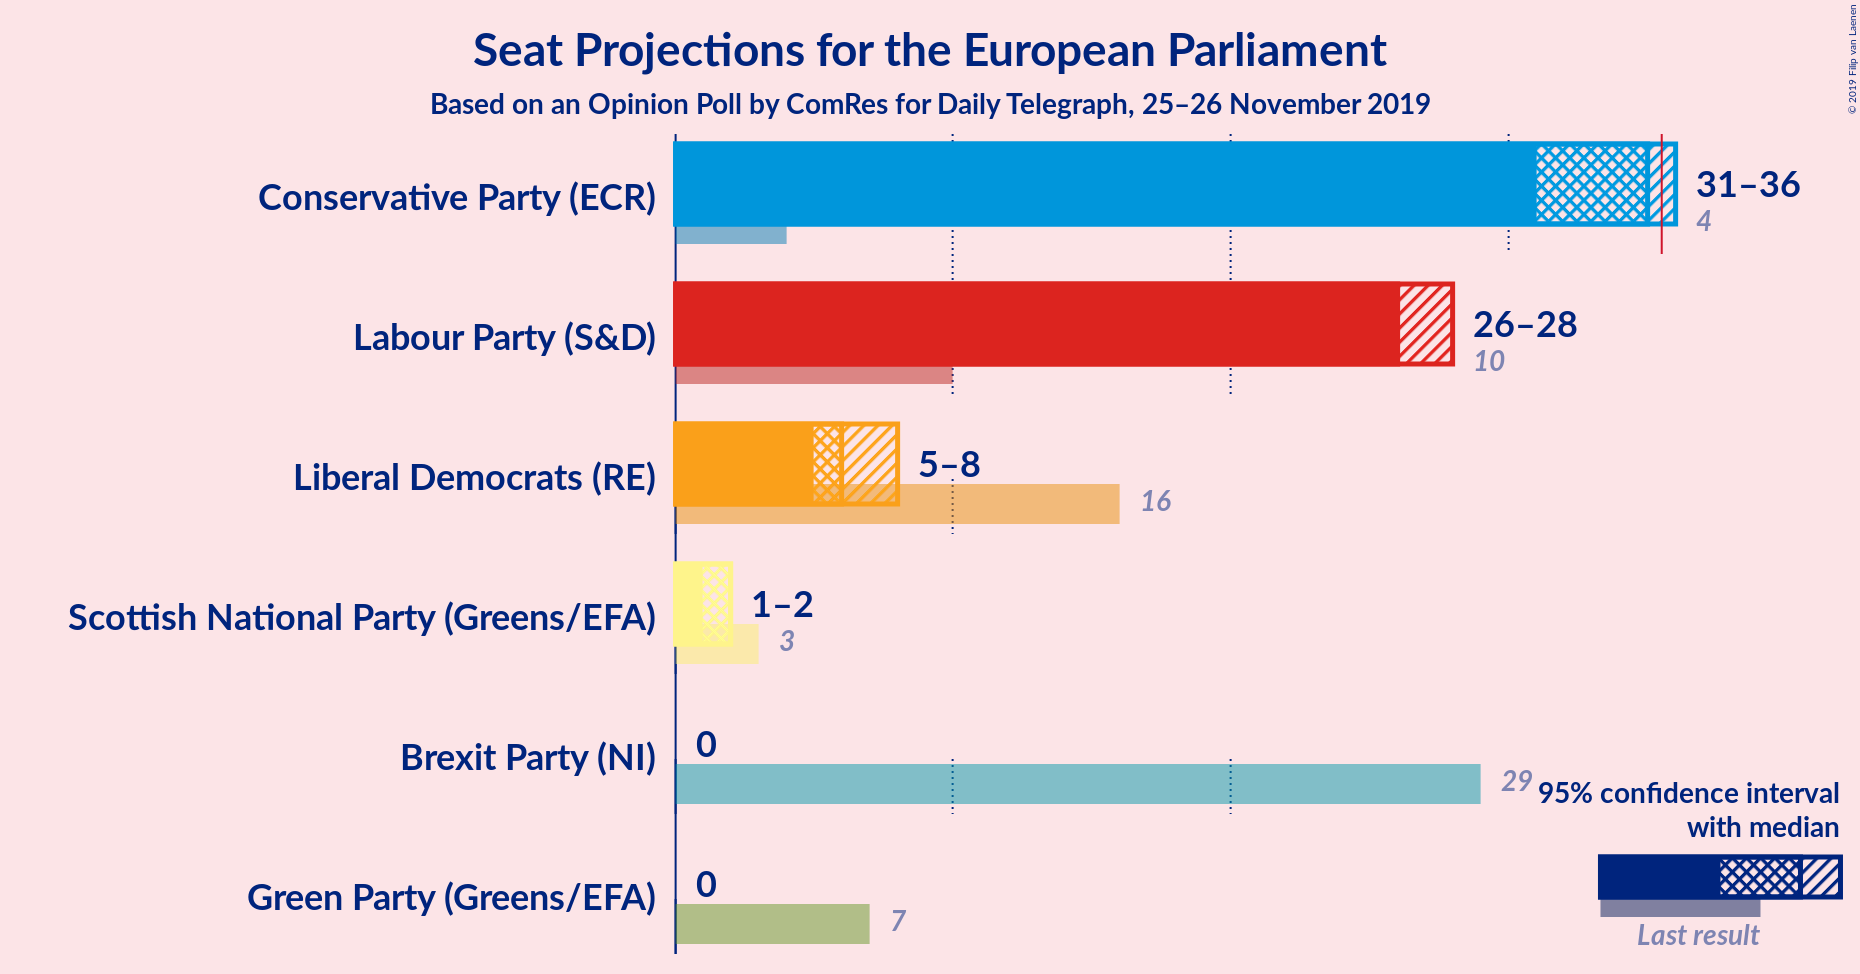 Seat Projections for the European Parliament
Based on an Opinion Poll by ComRes for Daily Telegraph, 25–26 November 2019
© 2019 Filip van Laenen
Conservative Party (ECR)
31–36
4
Labour Party (S&D)
26–28
10
Liberal Democrats (RE)
5–8
16
Scottish National Party (Greens/EFA)
1–2
3
Brexit Party (NI)
0
29
95% confidence interval
with median
Green Party (Greens/EFA)
0
7
Last result